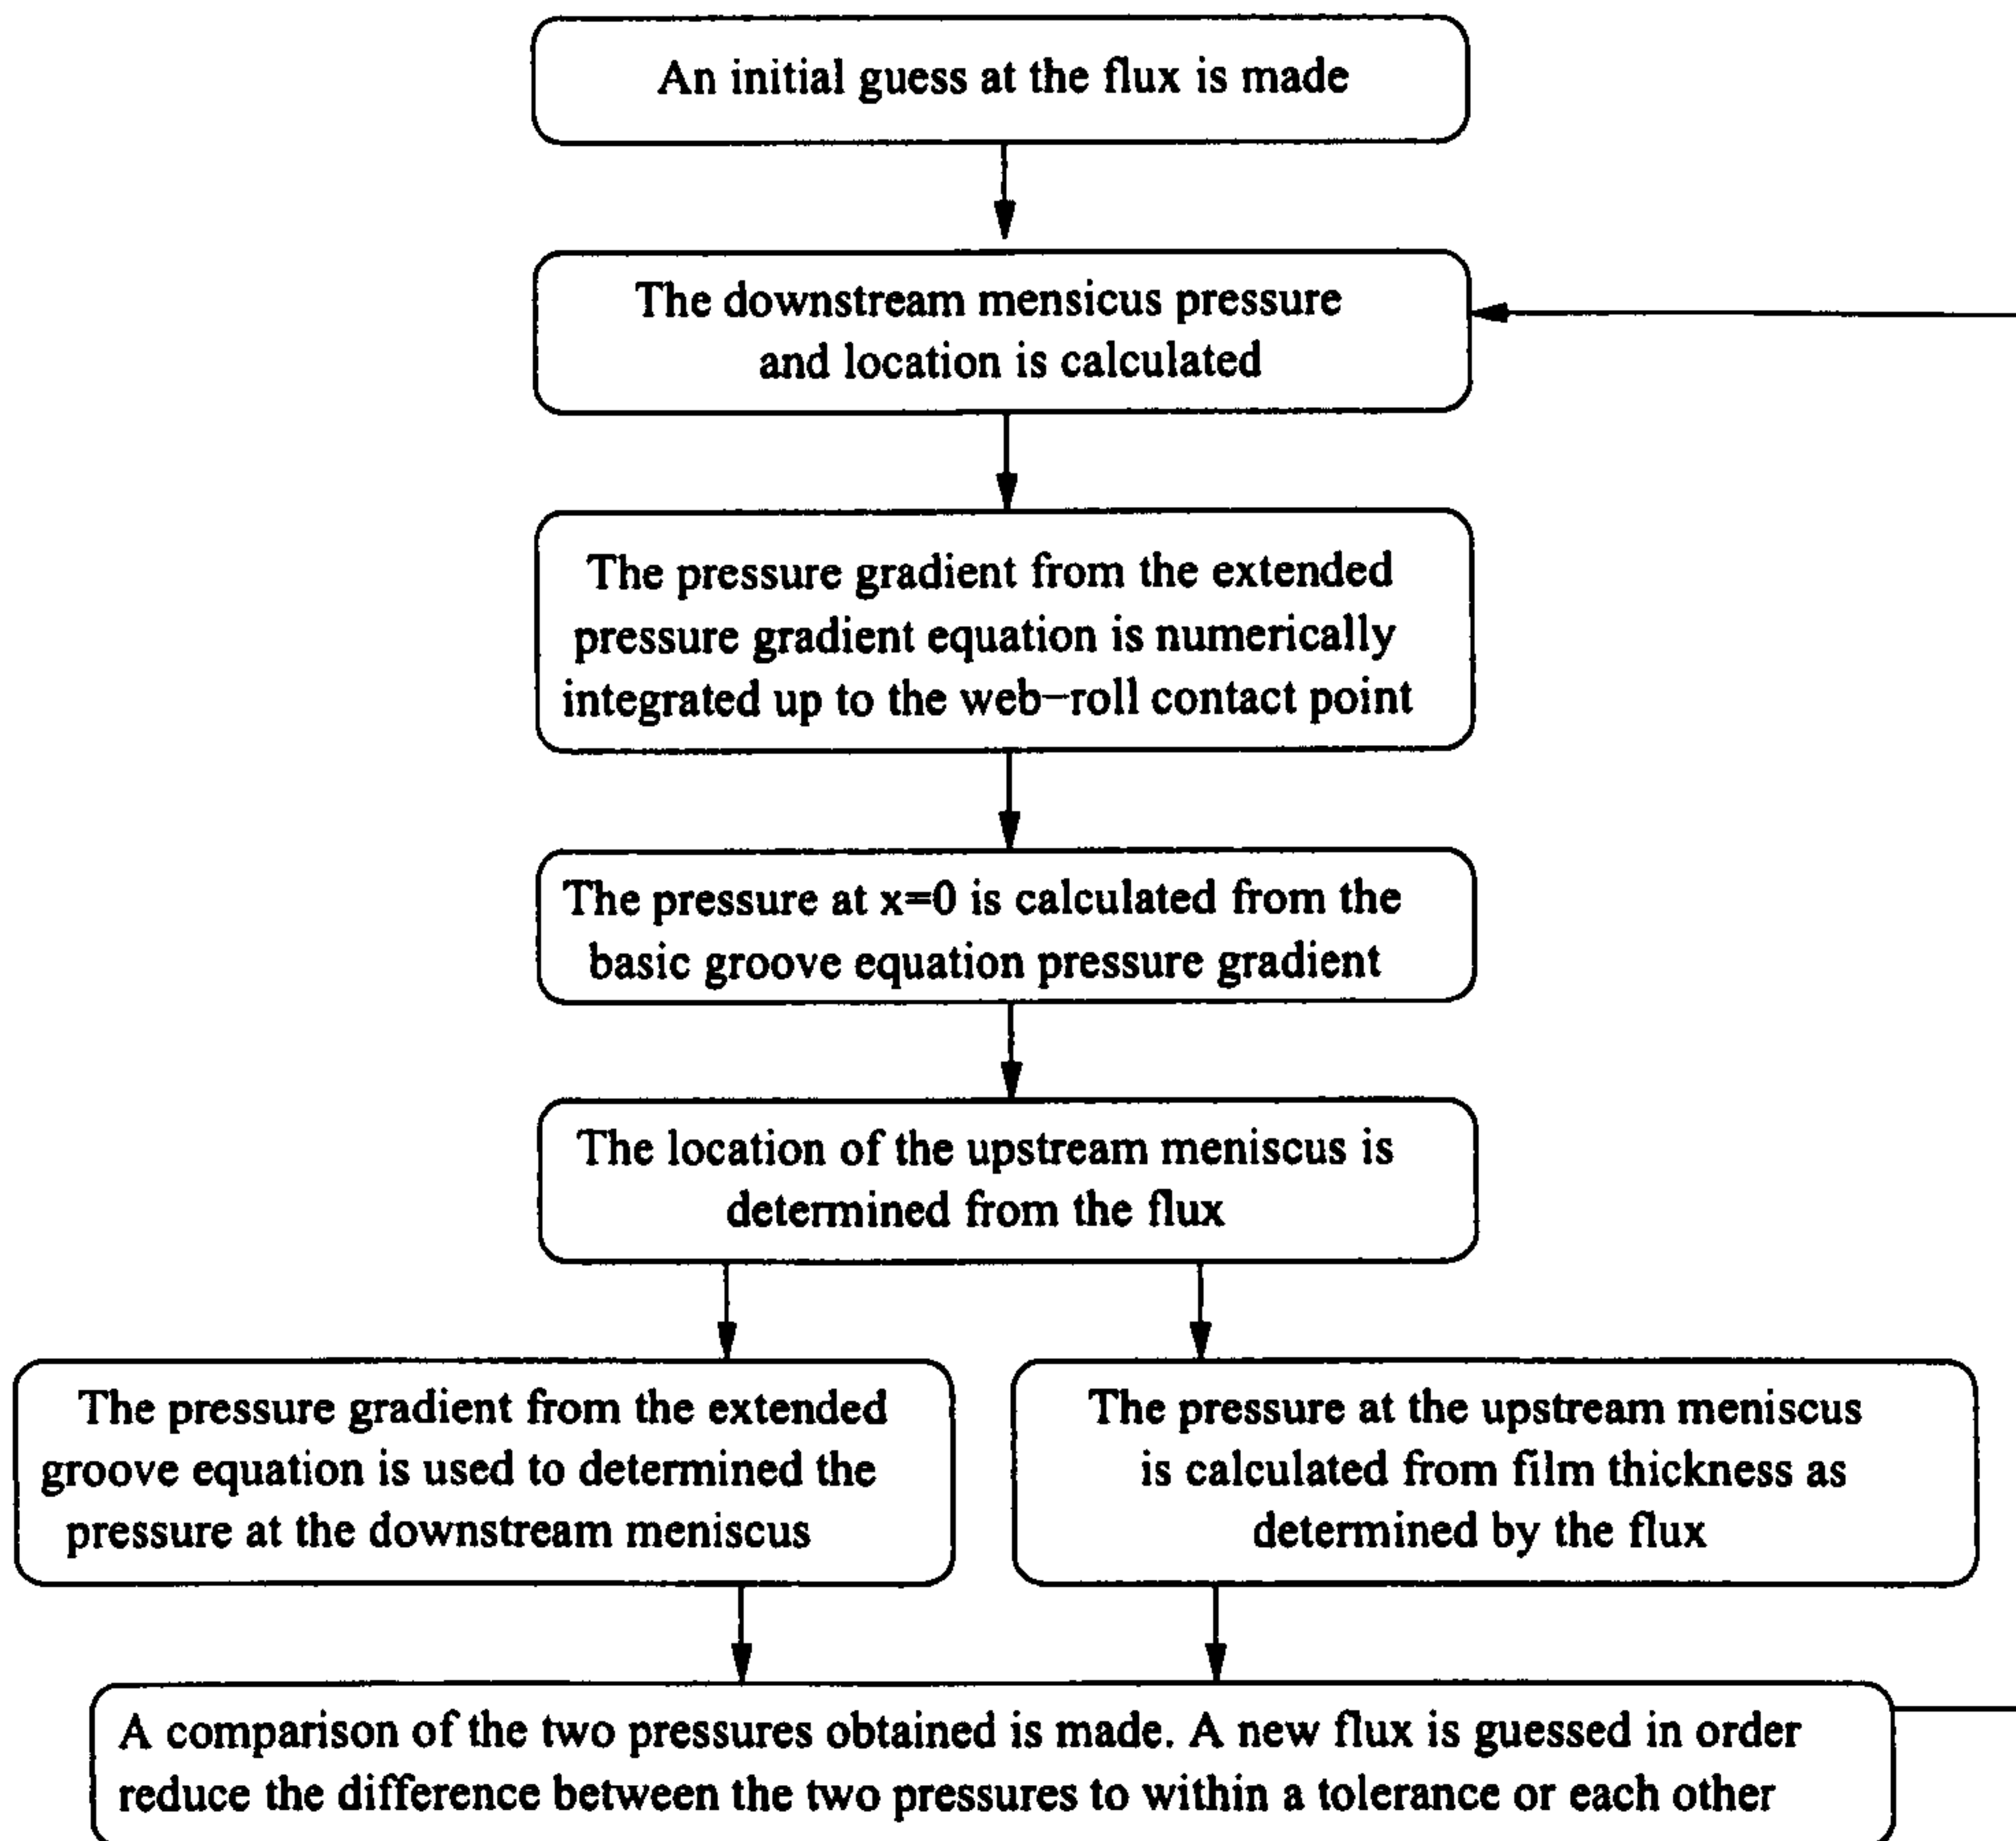 An initial guess at the flux is made
The downstream mensicus pressure
and location is calculated
The pressure gradient from the extended
pressure gradient equation is numerically
integrated up to the web-roll contact point
The pressure at x=0 is calculated from the
basic groove equation pressure gradient
The location of the upstream meniscus is
determined from the flux
The pressure gradient from the extended
groove equation is used to determined the
pressure at the downstream meniscus
The pressure at the upstream meniscus
is calculated from film thickness as
determined by the flux
A comparison of the two pressures obtained is made. A new flux is guessed in order
reduce the difference between the two pressures to within a tolerance or each other